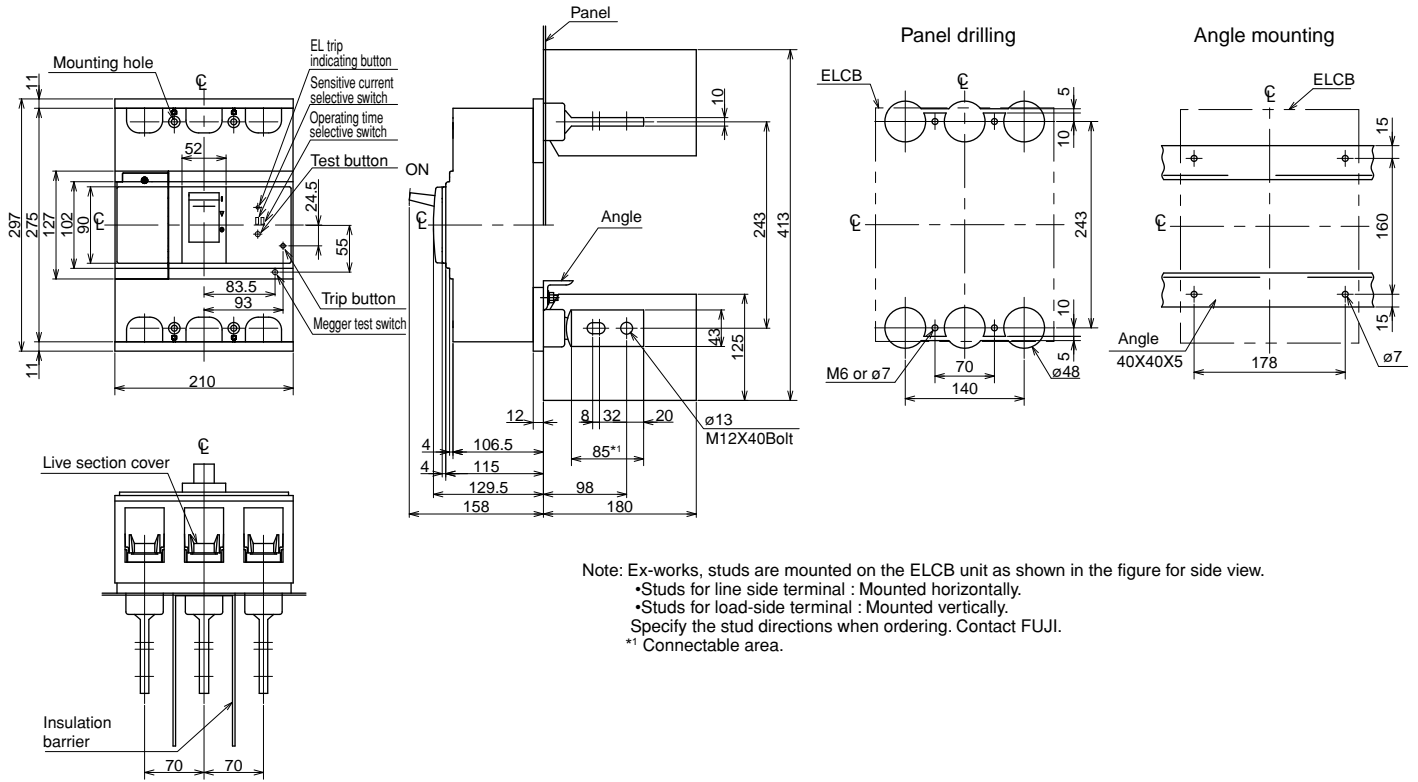 Panel
Panel drilling
Angle mounting
EL trip
indicating button
Mounting hole
Sensitive current
selective switch
Operating time
selective switch
Test button
ELCB
ELCB
℄
℄
℄
11
10
5
10
15
52
ON
24.5
297
275
127
102
90
℄
℄
℄
℄
55
Angle
243
413
243
160
83.5
93
Trip button
Megger test switch
43
125
10
5
15
11
210
M6 or ø7
70
140
ø48
Angle
40X40X5
178
ø7
12
8
32
20
ø13
M12X40Bolt
4
106.5
85*1
4
115
129.5
98
158
180
℄
Live section cover
Insulation
barrier
70
70
Note: Ex-works, studs are mounted on the ELCB unit as shown in the figure for side view.
•Studs for line side terminal : Mounted horizontally.
•Studs for load-side terminal : Mounted vertically.
Specify the stud directions when ordering. Contact FUJI.
*1 Connectable area.